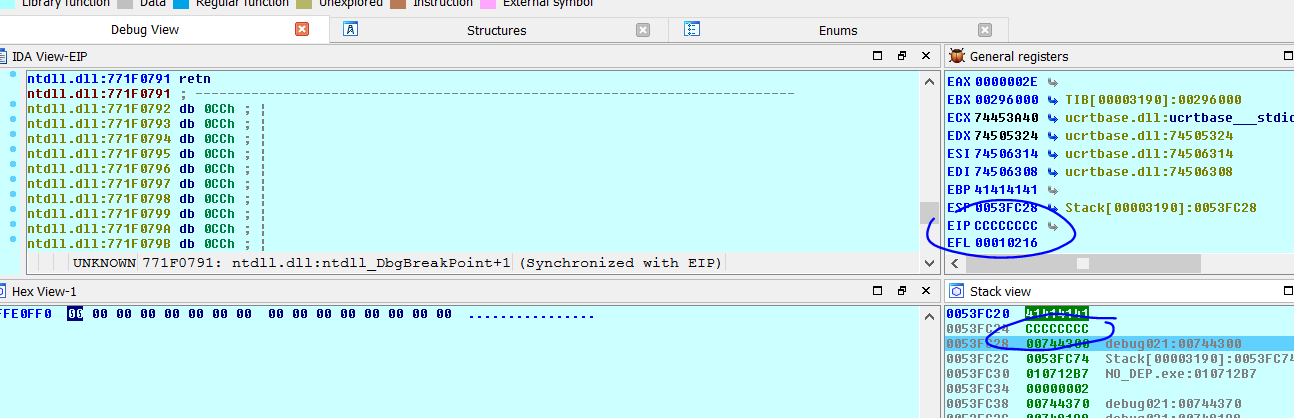 Library function Data Regular function Unexplored Instruction External symbol
Debug View Structures Enums
IDA View-EIP
ntdll.dll:771F0791 retn
ntdll.dll:771F0791 ; ---------------------------------------------------------------------------
ntdll.dll:771F0792 db 0CCh ; ¦
ntdll.dll:771F0793 db 0CCh ; ¦
ntdll.dll:771F0794 db 0CCh ; ¦
ntdll.dll:771F0795 db 0CCh ; ¦
ntdll.dll:771F0796 db 0CCh ; ¦
ntdll.dll:771F0797 db 0CCh ; ¦
ntdll.dll:771F0798 db 0CCh ; ¦
ntdll.dll:771F0799 db 0CCh ; ¦
ntdll.dll:771F079A db 0CCh ; ¦
ntdll.dll:771F079B db 0CCh ; ¦
UNKNOWN 771F0791: ntdll.dll:ntdll_DbgBreakPoint+1 (Synchronized with EIP)
General registers
EAX 0000002E
EBX 00296000 TIB[00003190]:00296000
ECX 74453A40 ucrtbase.dll:ucrtbase___stdio
EDX 74505324 ucrtbase.dll:74505324
ESI 74506314 ucrtbase.dll:74506314
EDI 74506308 ucrtbase.dll:74506308
EBP 41414141
ESP 0053FC28 Stack[00003190]:0053FC28
EIP CCCCCCCC
EFL 00010216
Hex View-1
FFE0FF0 00 00 00 00 00 00 00 00 00 00 00 00 00 00 00 00 ................
Stack view
0053FC20 41414141
0053FC24 CCCCCCCC
0053FC28 00744300 debug021:00744300
0053FC2C 0053FC74 Stack[00003190]:0053FC74
0053FC30 010712B7 NO_DEP.exe:010712B7
0053FC34 00000002
0053FC38 00744370 debug021:00744370